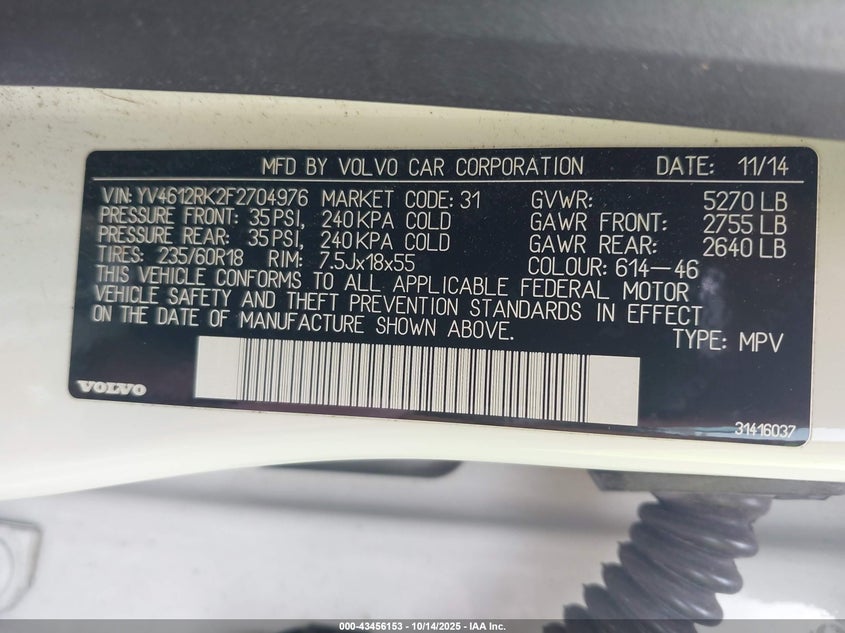 MFD BY VOLVO CAR CORPORATION DATE: 11/14
VIN: YV4612RK2F2704976 MARKET CODE: 31 GVWR: 5270 LB
PRESSURE FRONT: 35 PSI, 240 KPA COLD GAWR FRONT: 2755 LB
PRESSURE REAR: 35 PSI, 240 KPA COLD GAWR REAR: 2640 LB
TIRES: 235/60R18 RIM: 7.5Jx18x55 COLOUR: 614-46
THIS VEHICLE CONFORMS TO ALL APPLICABLE FEDERAL MOTOR
VEHICLE SAFETY AND THEFT PREVENTION STANDARDS IN EFFECT
ON THE DATE OF MANUFACTURE SHOWN ABOVE.
TYPE: MPV
VOLVO
31416037
000-43456153 - 10/14/2025 - IAA Inc.